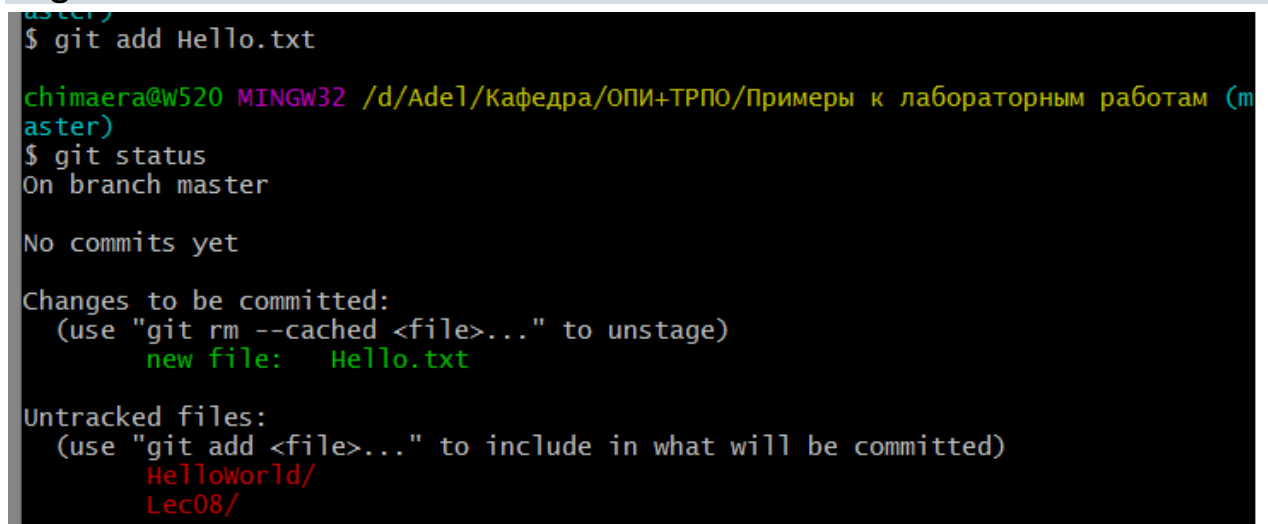 aster)
$ git add Hello.txt
chimaera@W520 MINGW32 /d/Adel/Кафедра/ОПИ+ТРПО/Примеры к лабораторным работам (m
aster)
$ git status
On branch master
No commits yet
Changes to be committed:
(use "git rm --cached <file>..." to unstage)
new file:   Hello.txt
Untracked files:
(use "git add <file>..." to include in what will be committed)
HelloWorld/
Lec08/